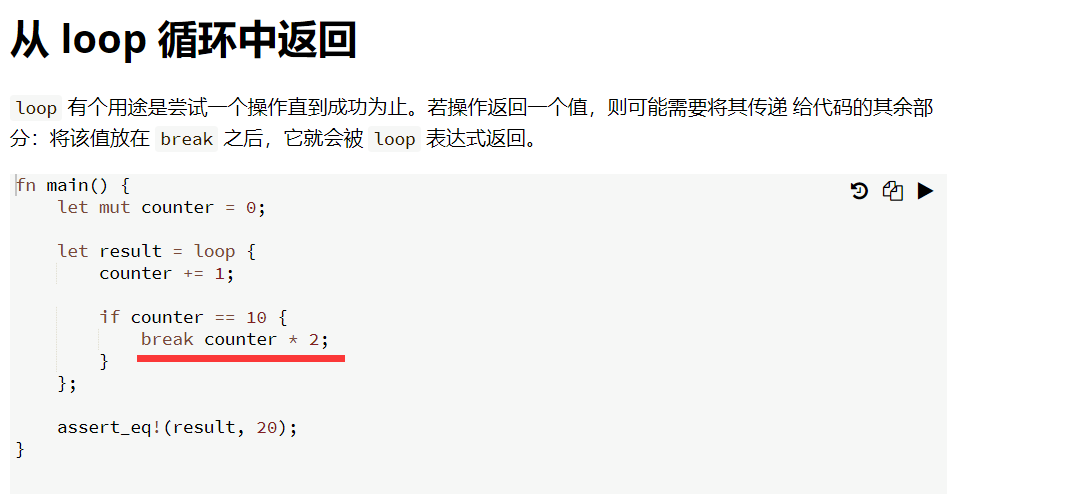 从 loop 循环中返回
loop 有个用途是尝试一个操作直到成功为止。若操作返回一个值，则可能需要将其传递 给代码的其余部
分：将该值放在 break 之后，它就会被 loop 表达式返回。
fn main() {
    let mut counter = 0;
    let result = loop {
        counter += 1;
        if counter == 10 {
            break counter * 2;
        }
    };
    assert_eq!(result, 20);
}